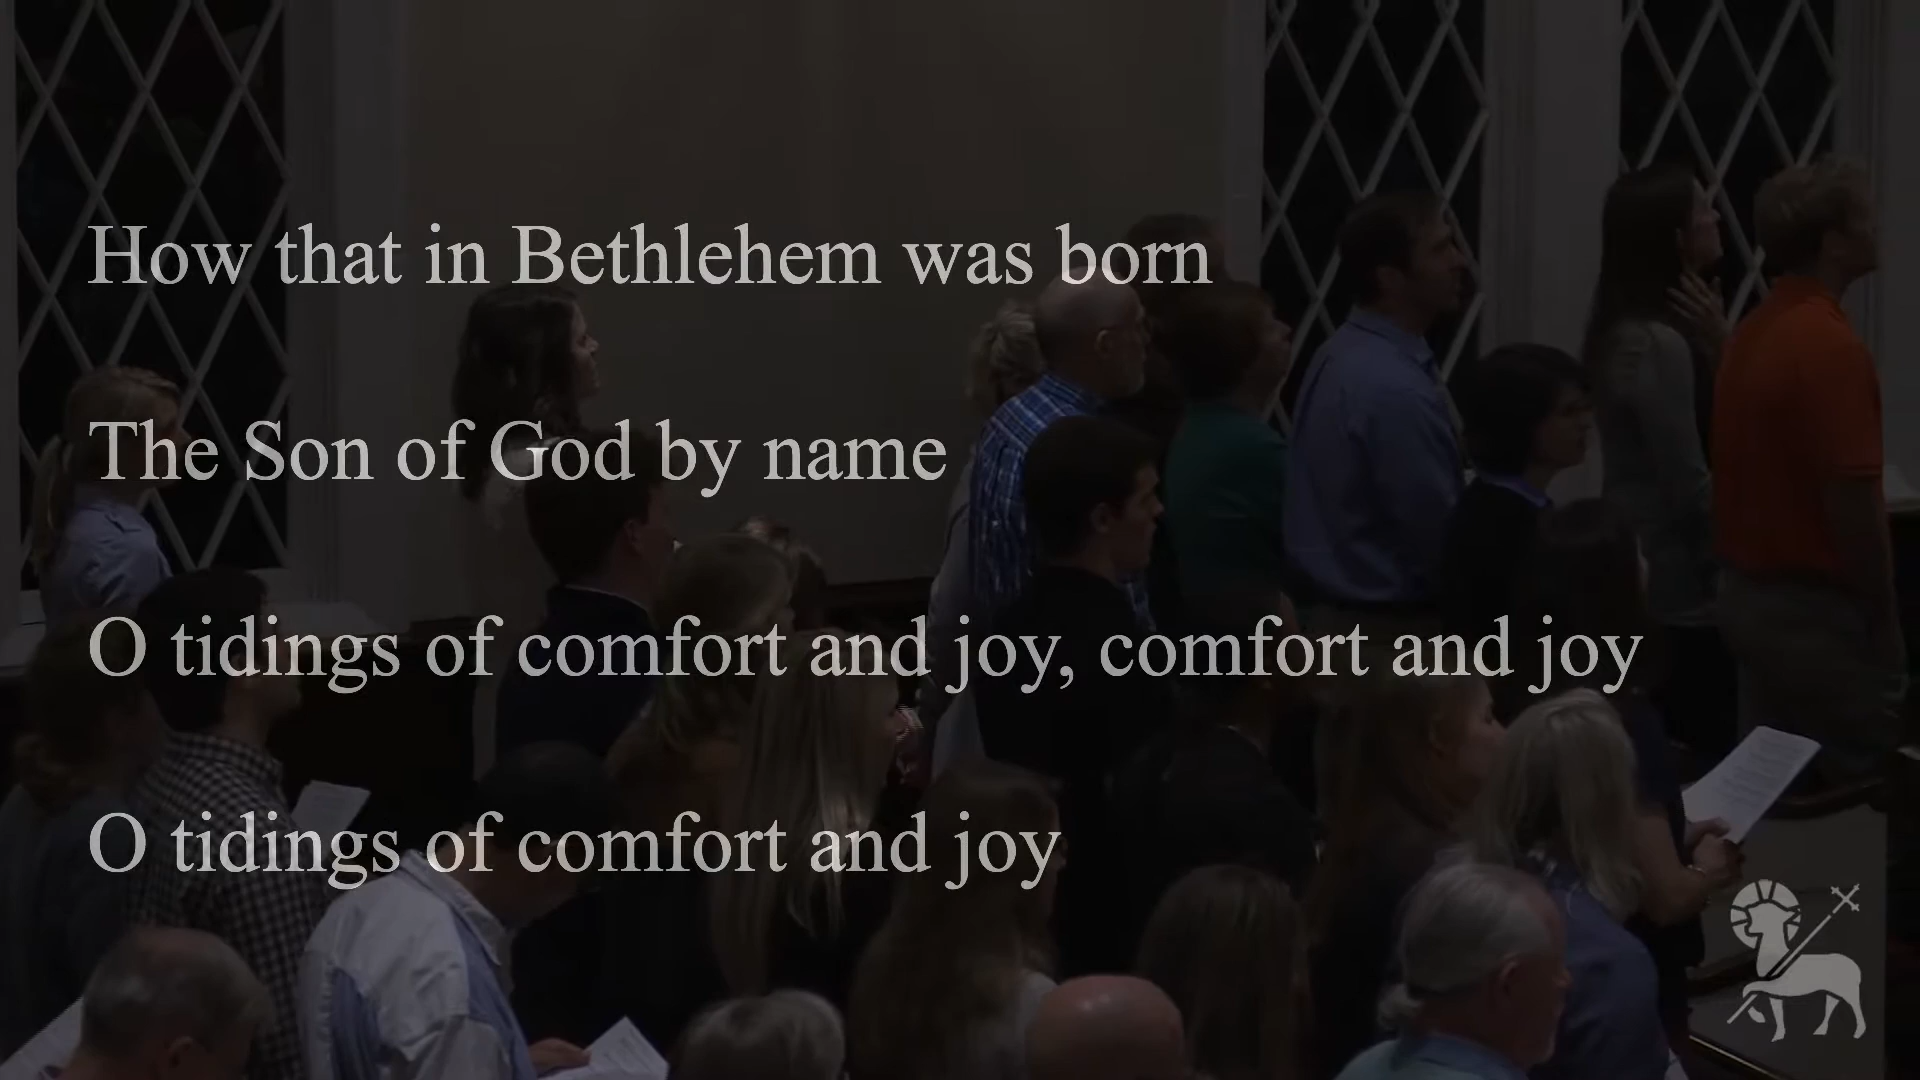 How that in Bethlehem was born
The Son of God by name
O tidings of comfort and joy, comfort and joy
O tidings of comfort and joy